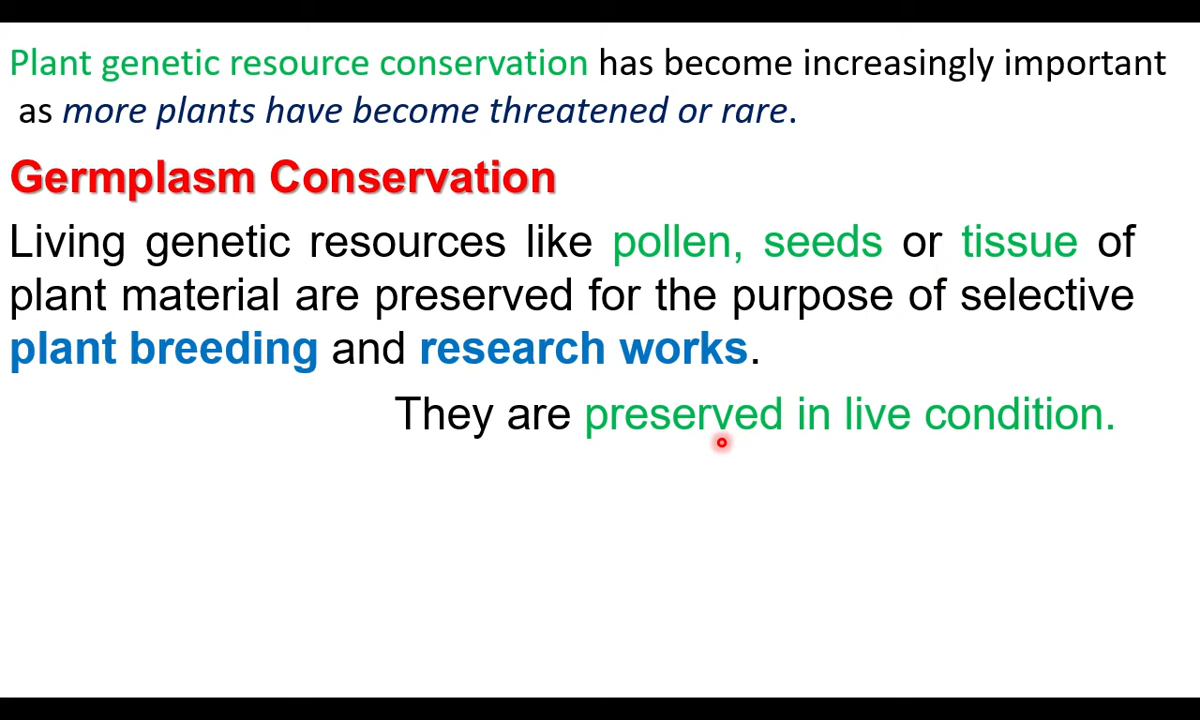 Plant genetic resource conservation has become increasingly important
as more plants have become threatened or rare.
Germplasm Conservation
Living genetic resources like pollen, seeds or tissue of
plant material are preserved for the purpose of selective
plant breeding and research works.
They are preserved in live condition.